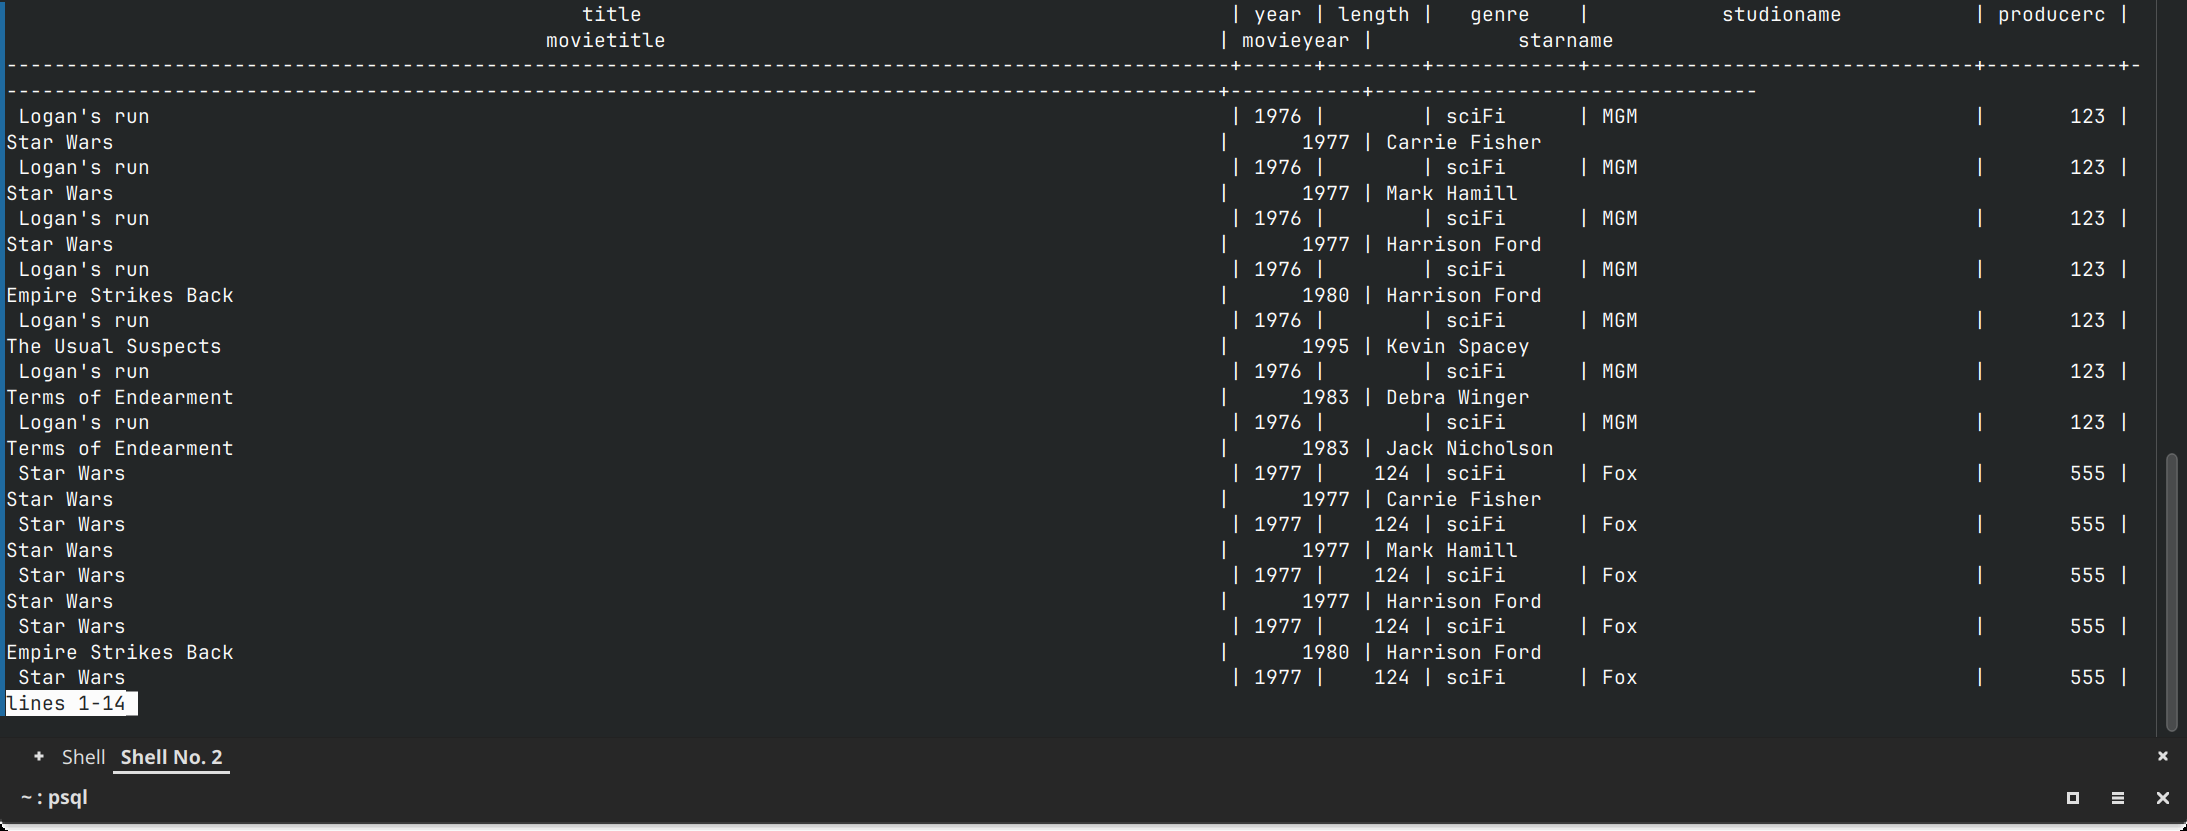 title | year | length | genre | studioname | producerc |
movietitle | movieyear | starname
------------------------------------------------------------------------------------------------------+------+--------+------------+--------------------------------+-----------+-
-----------------------------------------------------------------------------------------------------+-----------+--------------------------------
Logan's run | 1976 | | sciFi | MGM | 123 |
Star Wars | 1977 | Carrie Fisher
Logan's run | 1976 | | sciFi | MGM | 123 |
Star Wars | 1977 | Mark Hamill
Logan's run | 1976 | | sciFi | MGM | 123 |
Star Wars | 1977 | Harrison Ford
Logan's run | 1976 | | sciFi | MGM | 123 |
Empire Strikes Back | 1980 | Harrison Ford
Logan's run | 1976 | | sciFi | MGM | 123 |
The Usual Suspects | 1995 | Kevin Spacey
Logan's run | 1976 | | sciFi | MGM | 123 |
Terms of Endearment | 1983 | Debra Winger
Logan's run | 1976 | | sciFi | MGM | 123 |
Terms of Endearment | 1983 | Jack Nicholson
Star Wars | 1977 | 124 | sciFi | Fox | 555 |
Star Wars | 1977 | Carrie Fisher
Star Wars | 1977 | 124 | sciFi | Fox | 555 |
Star Wars | 1977 | Mark Hamill
Star Wars | 1977 | 124 | sciFi | Fox | 555 |
Star Wars | 1977 | Harrison Ford
Star Wars | 1977 | 124 | sciFi | Fox | 555 |
Empire Strikes Back | 1980 | Harrison Ford
Star Wars | 1977 | 124 | sciFi | Fox | 555 |
lines 1-14
+ Shell Shell No. 2
~ : psql